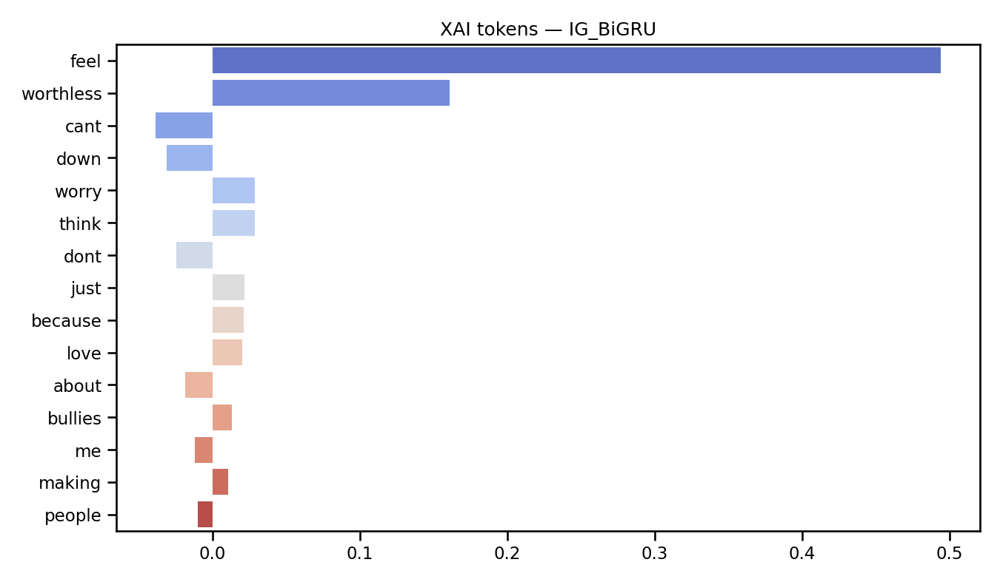 XAI tokens — IG_BiGRU
feel
worthless
cant
down
worry
think
dont
just
because
love
about
bullies
me
making
people
0.0 0.1 0.2 0.3 0.4 0.5